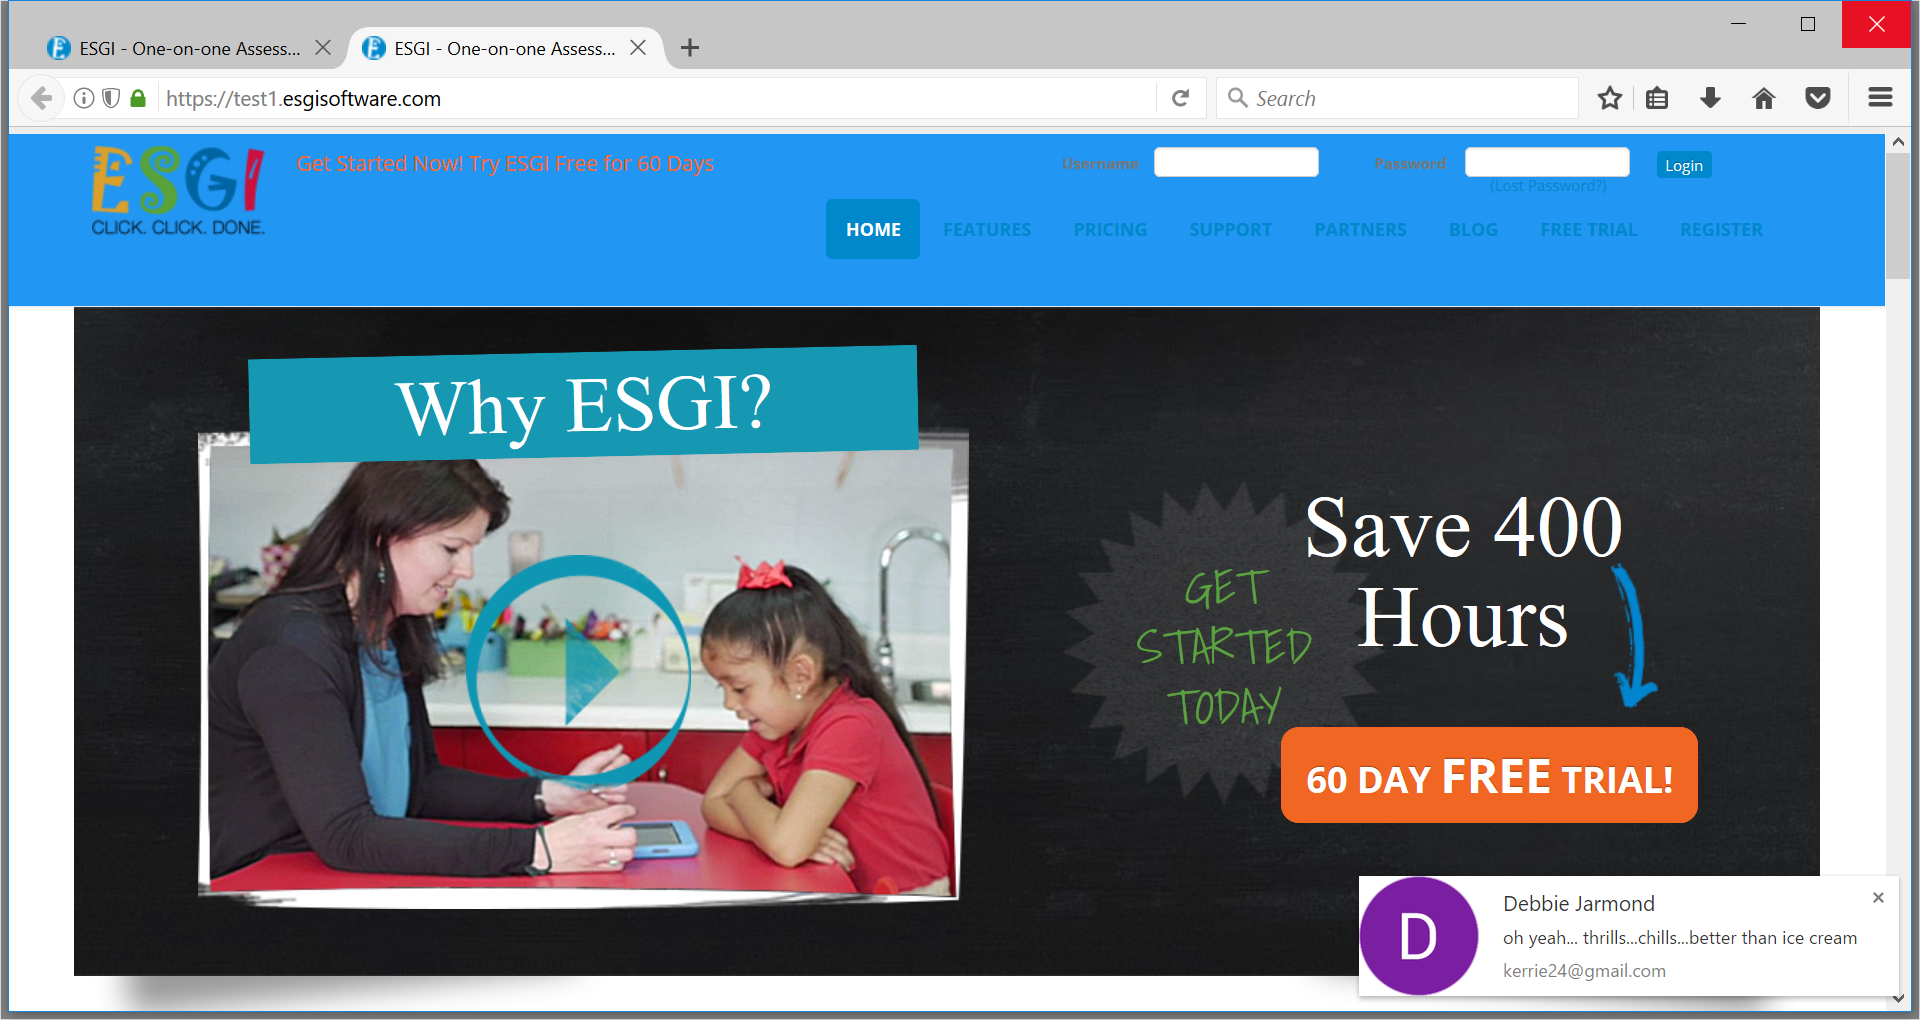 ESGI - One-on-one Assess...
ESGI - One-on-one Assess...
https://test1.esgisoftware.com
Search
ESGI
CLICK. CLICK. DONE.
Get Started Now! Try ESGI Free for 60 Days
Username
Password
Login
(Lost Password?)
HOME FEATURES PRICING SUPPORT PARTNERS BLOG FREE TRIAL REGISTER
Why ESGI?
Save 400
Hours
GET
STARTED
TODAY
60 DAY FREE TRIAL!
D
Debbie Jarmond
oh yeah... thrills...chills...better than ice cream
kerrie24@gmail.com